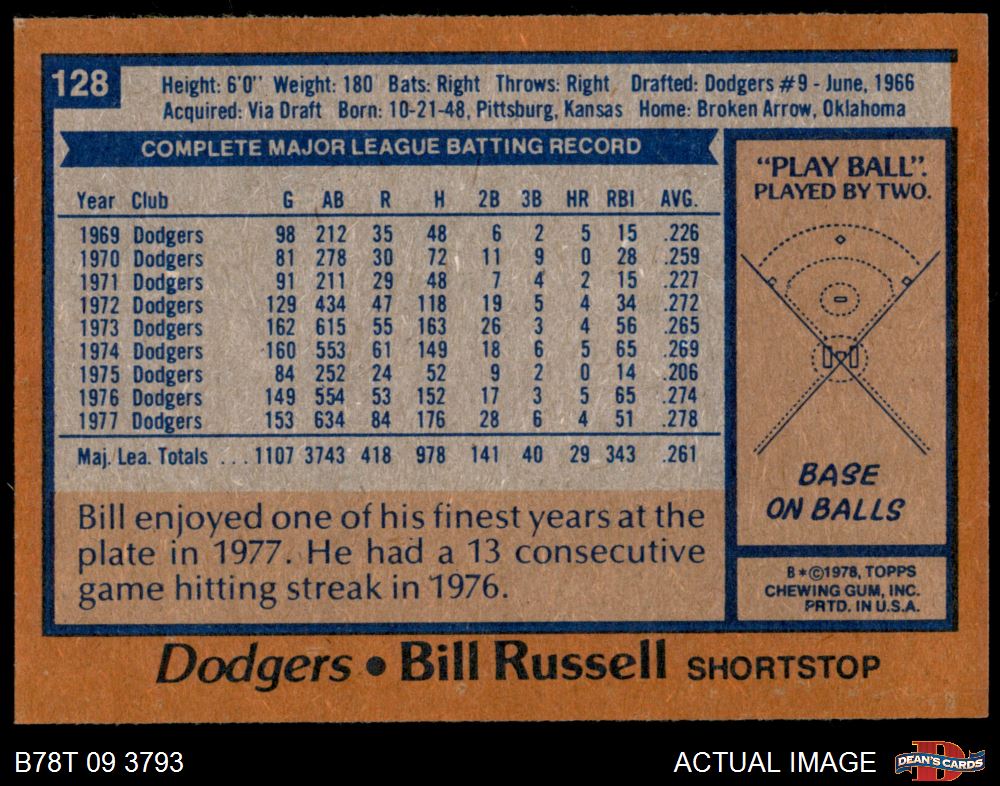 128
Height: 6'0" Weight: 180 Bats: Right Throws: Right Drafted: Dodgers #9 - June, 1966
Acquired: Via Draft Born: 10-21-48, Pittsburg, Kansas Home: Broken Arrow, Oklahoma
COMPLETE MAJOR LEAGUE BATTING RECORD
Year Club G AB R H 2B 3B HR RBI AVG.
1969 Dodgers 98 212 35 48 6 2 5 15 .226
1970 Dodgers 81 278 30 72 11 9 0 28 .259
1971 Dodgers 91 211 29 48 7 4 2 15 .227
1972 Dodgers 129 434 47 118 19 5 4 34 .272
1973 Dodgers 162 615 55 163 26 3 4 56 .265
1974 Dodgers 160 553 61 149 18 6 5 65 .269
1975 Dodgers 84 252 24 52 9 2 0 14 .206
1976 Dodgers 149 554 53 152 17 3 5 65 .274
1977 Dodgers 153 634 84 176 28 6 4 51 .278
Maj. Lea. Totals ... 1107 3743 418 978 141 40 29 343 .261
Bill enjoyed one of his finest years at the
plate in 1977. He had a 13 consecutive
game hitting streak in 1976.
"PLAY BALL".
PLAYED BY TWO.
BASE
ON BALLS
B*©1978, TOPPS
CHEWING GUM, INC.
PRTD. IN U.S.A.
Dodgers • Bill Russell SHORTSTOP
B78T 09 3793
ACTUAL IMAGE
D
DEAN'S CARDS